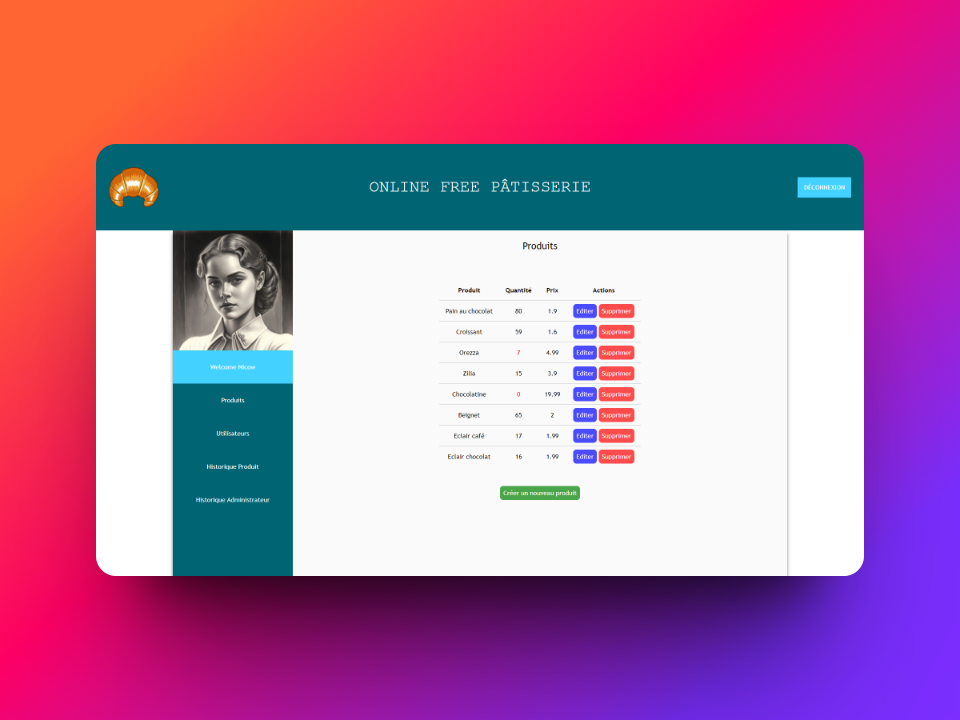 ONLINE FREE PÂTISSERIE
DÉCONNEXION
Welcome Micow
Produits
Utilisateurs
Historique Produit
Historique Administrateur
Produits
Produit Quantité Prix Actions
Pain au chocolat 80 1.9 Editer Supprimer
Croissant 59 1.6 Editer Supprimer
Orezza 7 4.99 Editer Supprimer
Zilia 15 3.9 Editer Supprimer
Chocolatine 0 19.99 Editer Supprimer
Beignet 65 2 Editer Supprimer
Eclair café 17 1.99 Editer Supprimer
Eclair chocolat 16 1.99 Editer Supprimer
Créer un nouveau produit